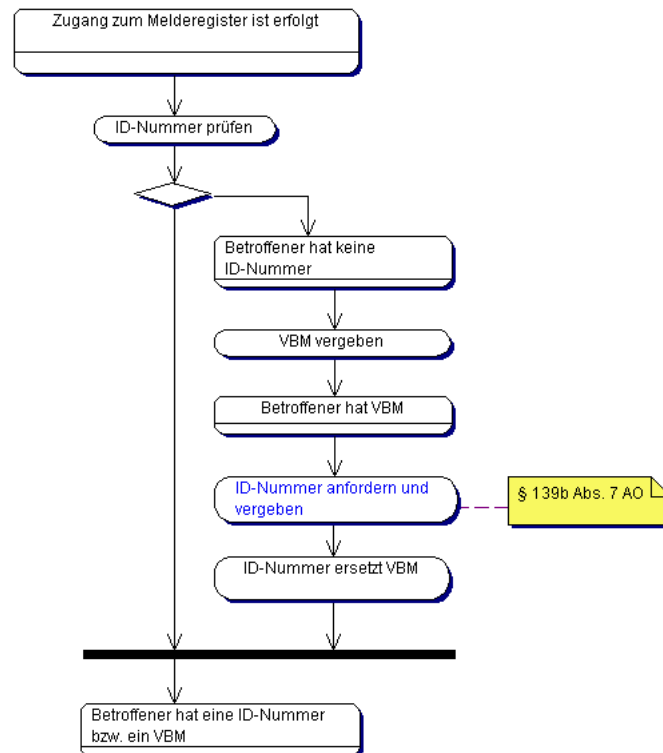 Zugang zum Melderegister ist erfolgt
ID-Nummer prüfen
Betroffener hat keine
ID-Nummer
VBM vergeben
Betroffener hat VBM
ID-Nummer anfordern und
vergeben
§ 139b Abs. 7 AO
ID-Nummer ersetzt VBM
Betroffener hat eine ID-Nummer
bzw. ein VBM